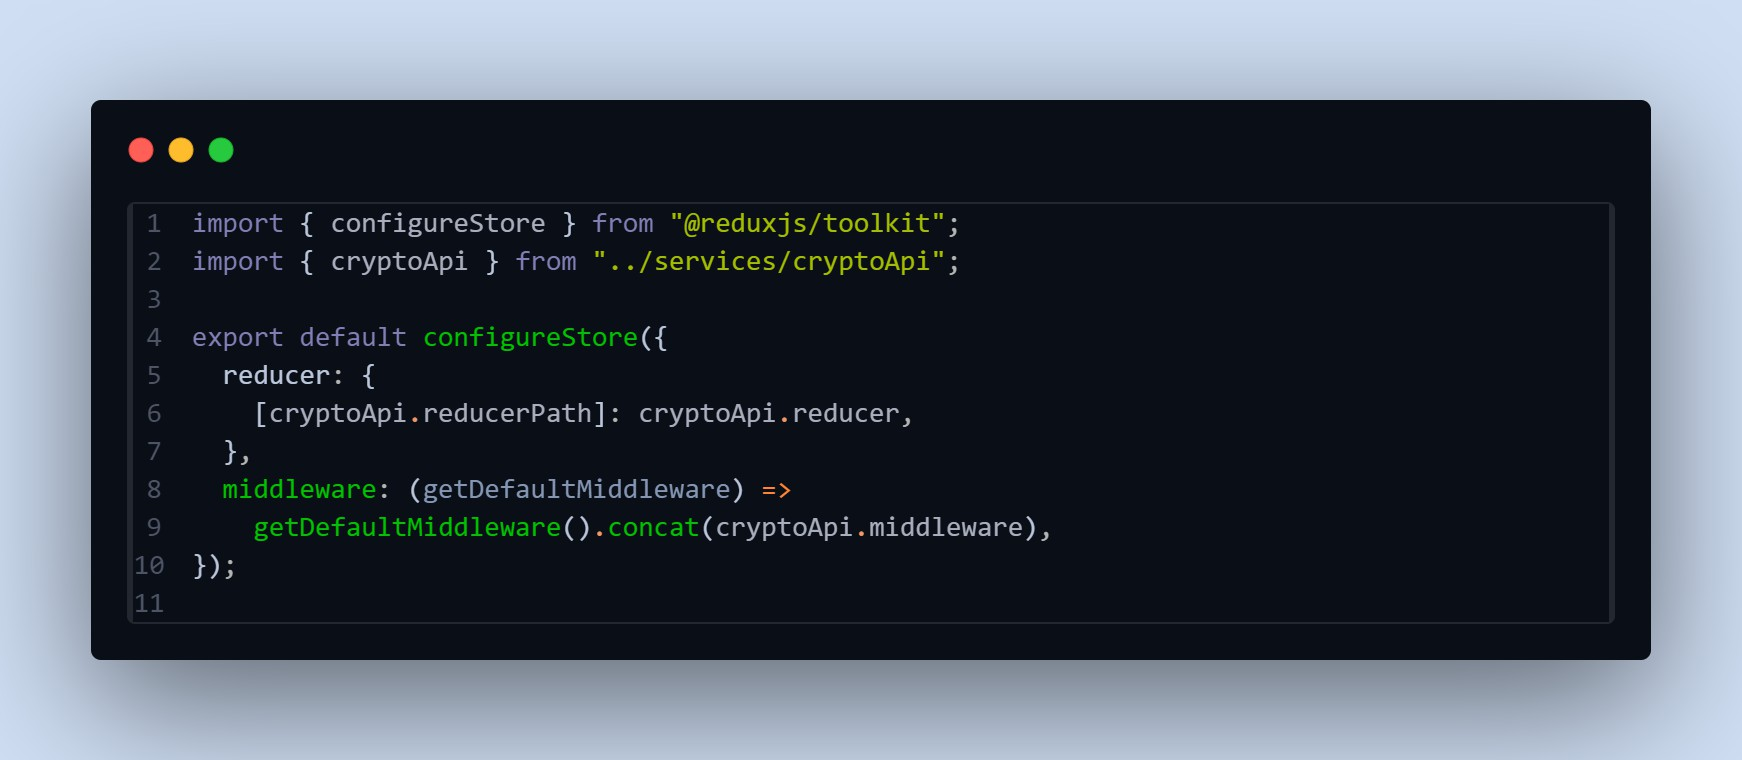 1 import { configureStore } from "@reduxjs/toolkit";
2 import { cryptoApi } from "../services/cryptoApi";
3
4 export default configureStore({
5   reducer: {
6     [cryptoApi.reducerPath]: cryptoApi.reducer,
7   },
8   middleware: (getDefaultMiddleware) =>
9     getDefaultMiddleware().concat(cryptoApi.middleware),
10 });
11